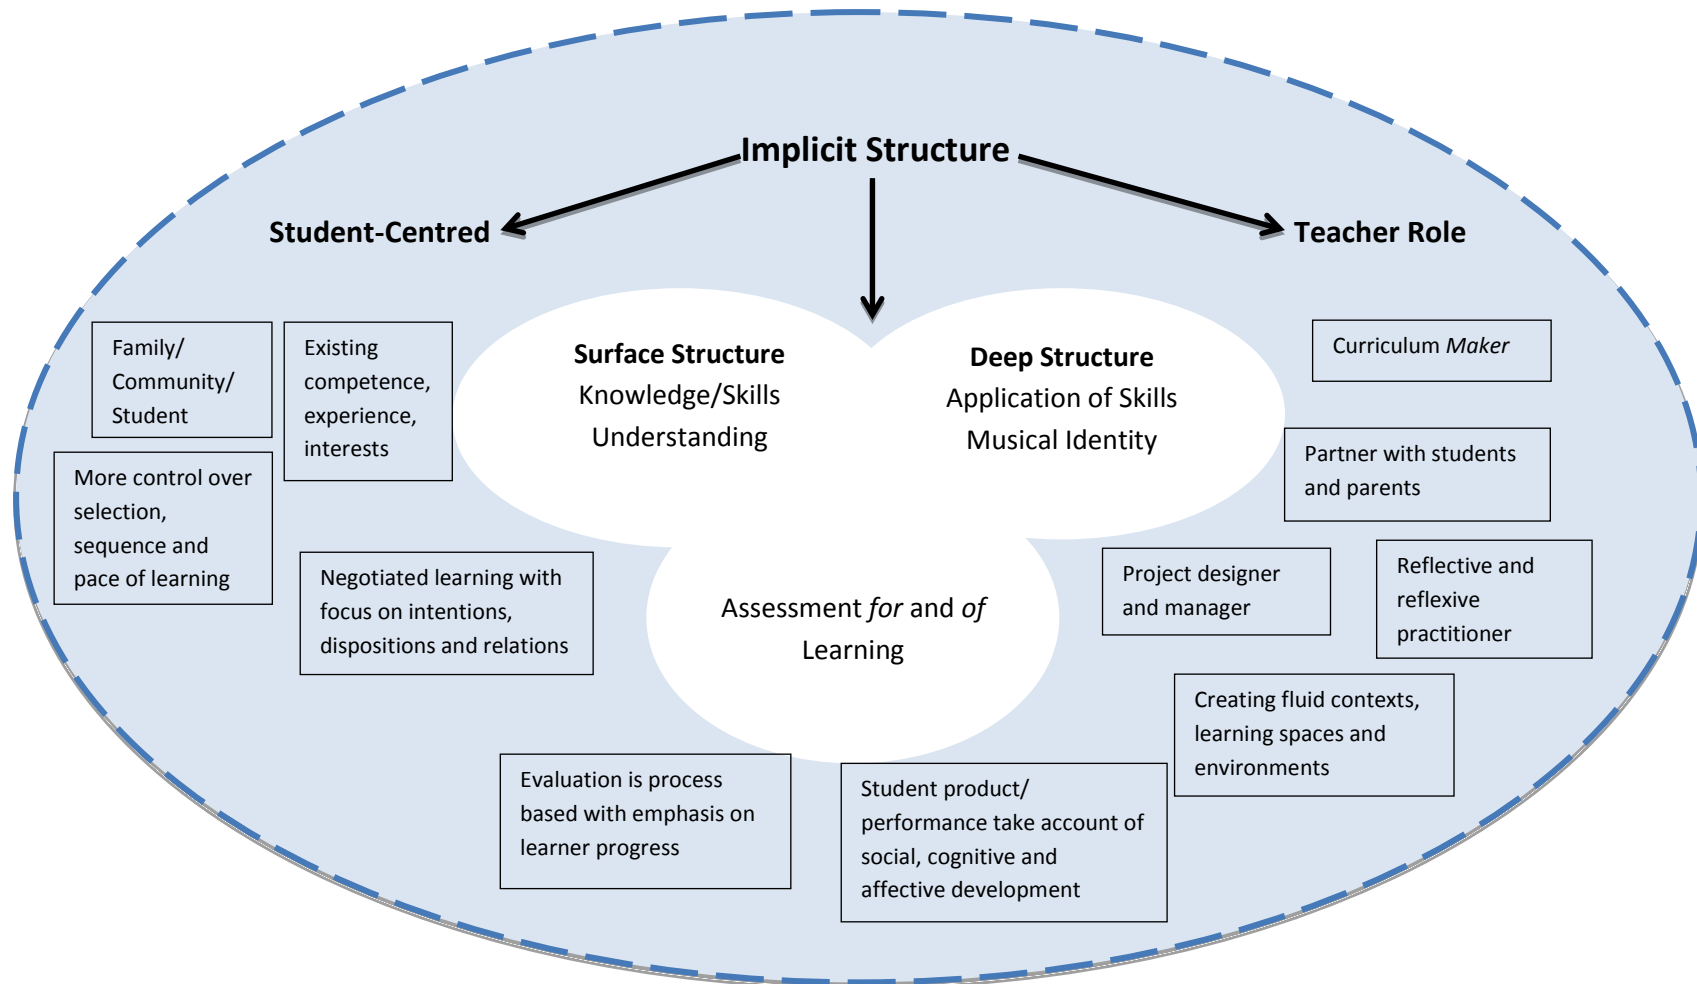 Implicit Structure
Student-Centred
Teacher Role
Family/
Community/
Student
Existing
competence,
experience,
interests
More control over
selection,
sequence and
pace of learning
Negotiated learning with
focus on intentions,
dispositions and relations
Surface Structure
Knowledge/Skills
Understanding
Deep Structure
Application of Skills
Musical Identity
Assessment for and of
Learning
Curriculum Maker
Partner with students
and parents
Project designer
and manager
Reflective and
reflexive
practitioner
Creating fluid contexts,
learning spaces and
environments
Evaluation is process
based with emphasis on
learner progress
Student product/
performance take account of
social, cognitive and
affective development